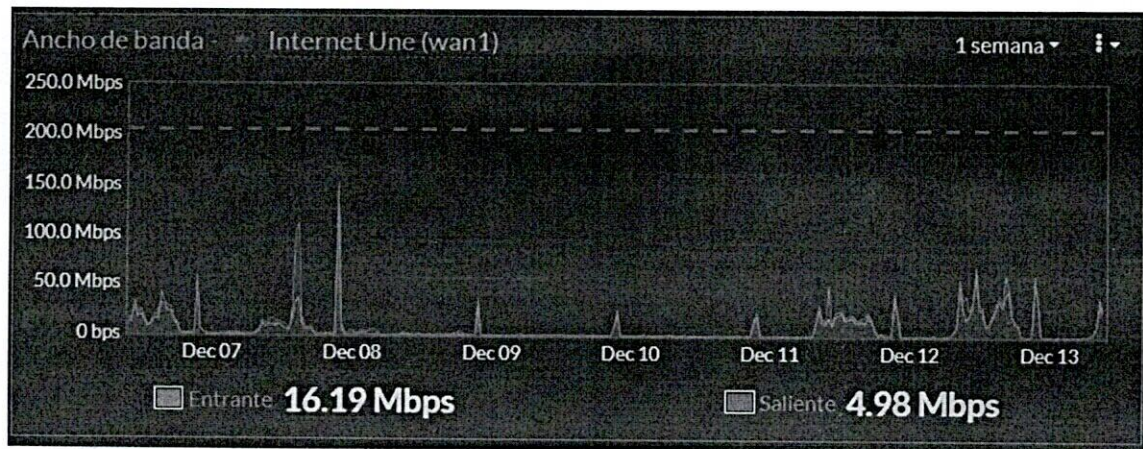 Ancho de banda - Internet Une (wan1)
1 semana
250.0 Mbps
200.0 Mbps
150.0 Mbps
100.0 Mbps
50.0 Mbps
0 bps
Dec 07 Dec 08 Dec 09 Dec 10 Dec 11 Dec 12 Dec 13
Entrante 16.19 Mbps Saliente 4.98 Mbps